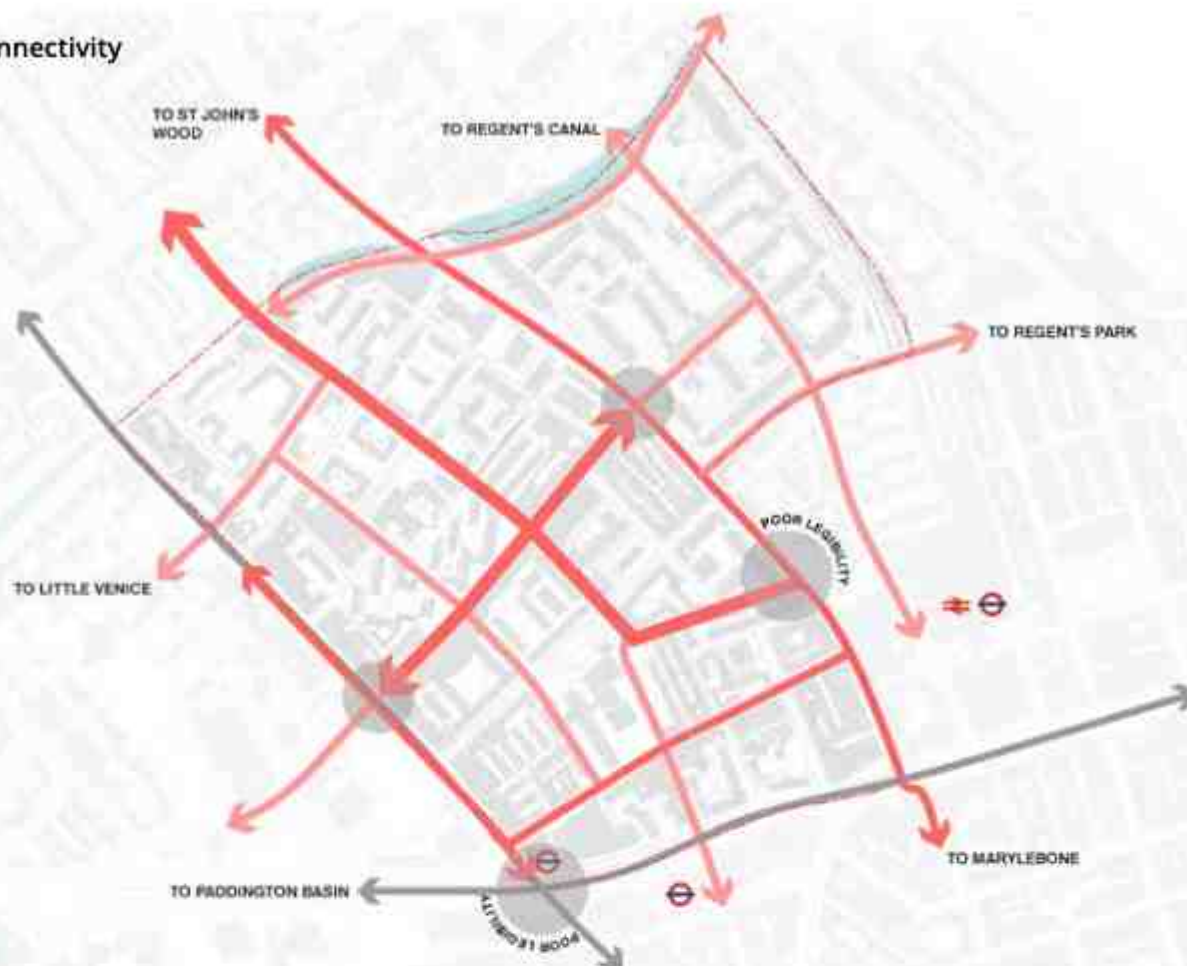 nnectivity
TO ST JOHN'S
WOOD
TO REGENT'S CANAL
TO REGENT'S PARK
POOR LEGIBILITY
TO LITTLE VENICE
TO MARYLEBONE
TO PADDINGTON BASIN
POOR LEGIBILITY